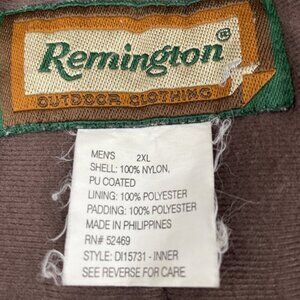 Remington®
OUTDOOR CLOTHING
MEN'S 2XL
SHELL: 100% NYLON,
PU COATED
LINING: 100% POLYESTER
PADDING: 100% POLYESTER
MADE IN PHILIPPINES
RN# 52469
STYLE: DI15731 - INNER
SEE REVERSE FOR CARE